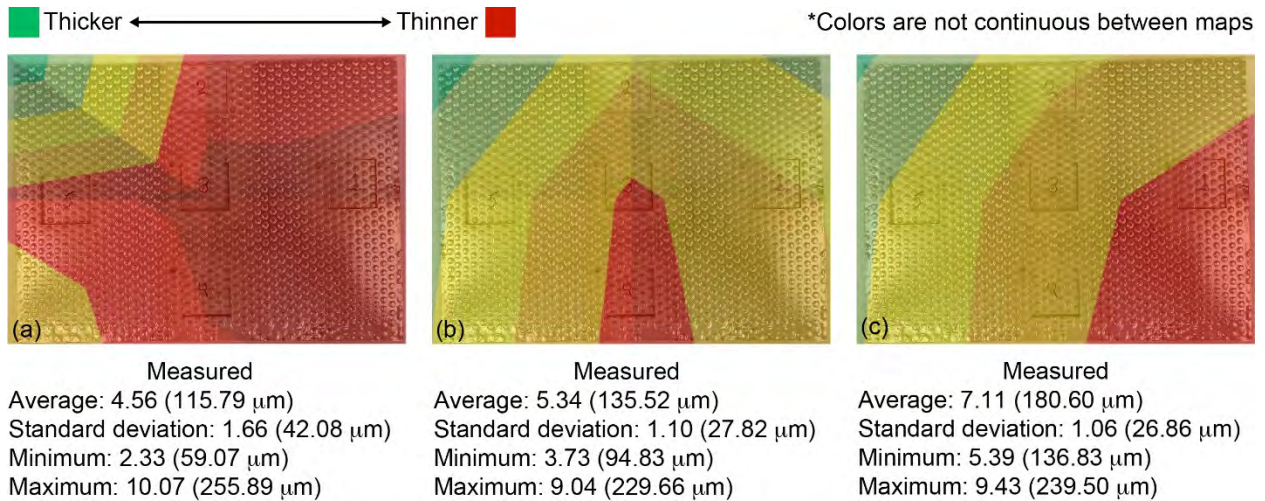 Thicker Thinner *Colors are not continuous between maps
2
3
(a) (b) (c)
Measured
Average: 4.56 (115.79 μm)
Standard deviation: 1.66 (42.08 μm)
Minimum: 2.33 (59.07 μm)
Maximum: 10.07 (255.89 μm)
Measured
Average: 5.34 (135.52 μm)
Standard deviation: 1.10 (27.82 μm)
Minimum: 3.73 (94.83 μm)
Maximum: 9.04 (229.66 μm)
Measured
Average: 7.11 (180.60 μm)
Standard deviation: 1.06 (26.86 μm)
Minimum: 5.39 (136.83 μm)
Maximum: 9.43 (239.50 μm)